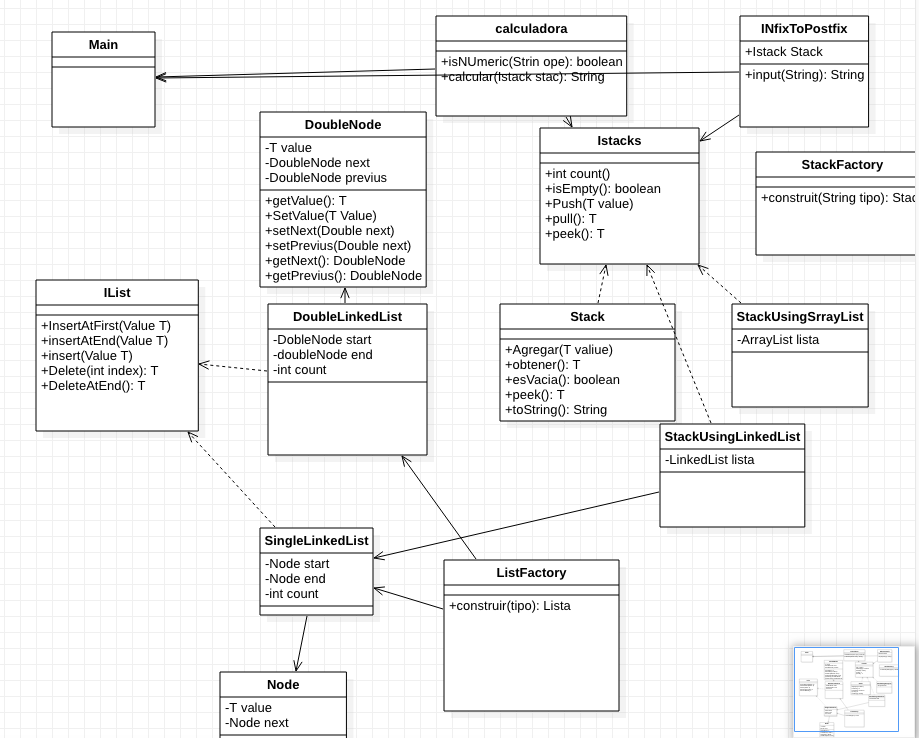 Main
calculadora
+isNUmeric(Strin ope): boolean
+calcular(Istack stac): String
INfixToPostfix
+Istack Stack
+input(String): String
DoubleNode
-T value
-DoubleNode next
-DoubleNode previus
+getValue(): T
+SetValue(T Value)
+setNext(Double next)
+setPrevius(Double next)
+getNext(): DoubleNode
+getPrevius(): DoubleNode
Istacks
+int count()
+isEmpty(): boolean
+Push(T value)
+pull(): T
+peek(): T
StackFactory
+construit(String tipo): Stac
IList
+InsertAtFirst(Value T)
+insertAtEnd(Value T)
+insert(Value T)
+Delete(int index): T
+DeleteAtEnd(): T
DoubleLinkedList
-DobleNode start
-doubleNode end
-int count
Stack
+Agregar(T valiue)
+obtener(): T
+esVacia(): boolean
+peek(): T
+toString(): String
StackUsingSrrayList
-ArrayList lista
StackUsingLinkedList
-LinkedList lista
SingleLinkedList
-Node start
-Node end
-int count
ListFactory
+construir(tipo): Lista
Node
-T value
-Node next